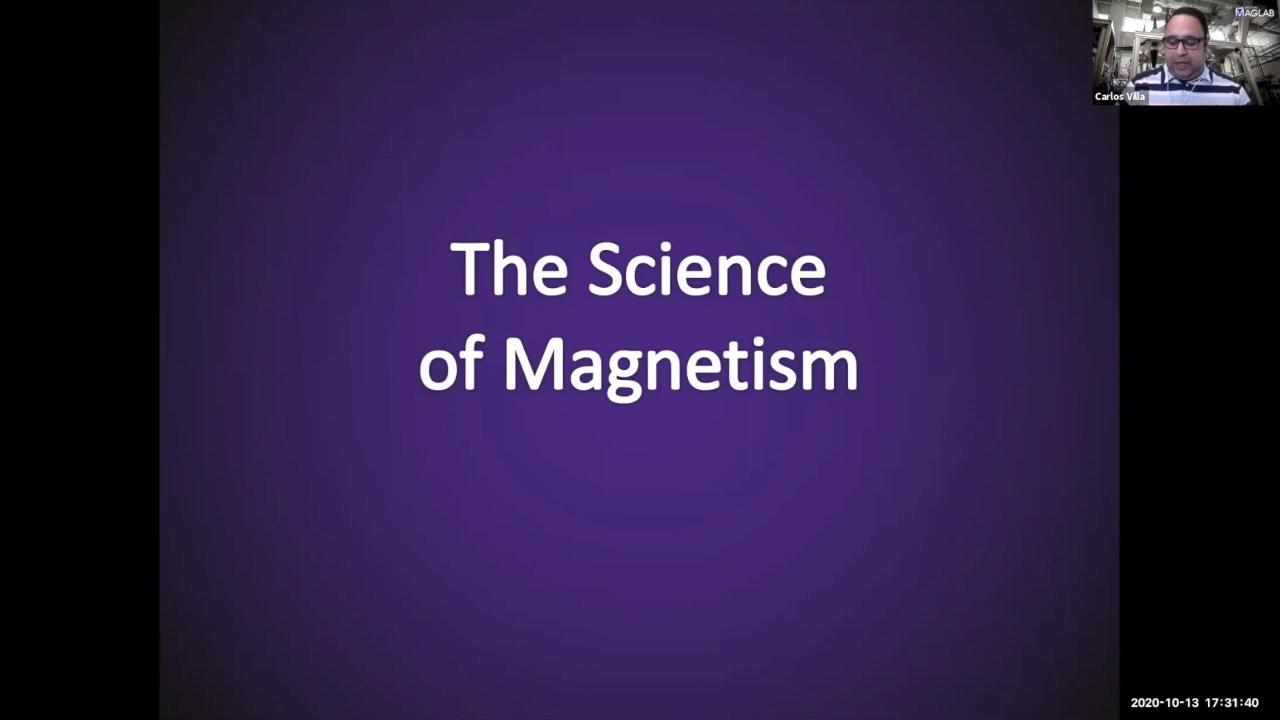 MAGLAB
Carlos Villa
The Science
of Magnetism
2020-10-13 17:31:40